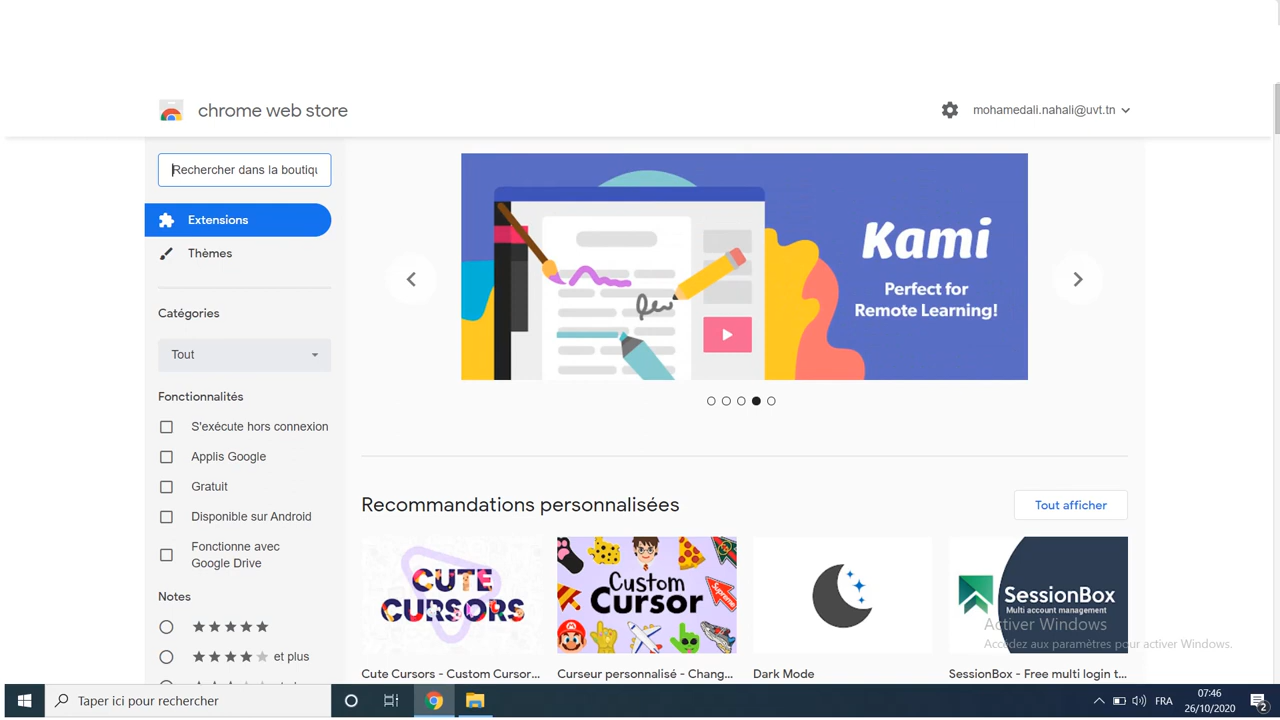 chrome web store
mohamedali.nahali@uvt.tn
Rechercher dans la boutiqu
Extensions
Thèmes
Catégories
Tout
Fonctionnalités
S'exécute hors connexion
Applis Google
Gratuit
Disponible sur Android
Fonctionne avec
Google Drive
Notes
et plus
Kami
Perfect for
Remote Learning!
Recommandations personnalisées
Tout afficher
CUTE
CURSORS
Custom
Cursor
Supreme
SessionBox
Multi account management
Cute Cursors - Custom Cursor...
Curseur personnalisé - Chang...
Dark Mode
SessionBox - Free multi login t...
Activer Windows
Accédez aux paramètres pour activer Windows.
Taper ici pour rechercher
FRA
07:46
26/10/2020
2